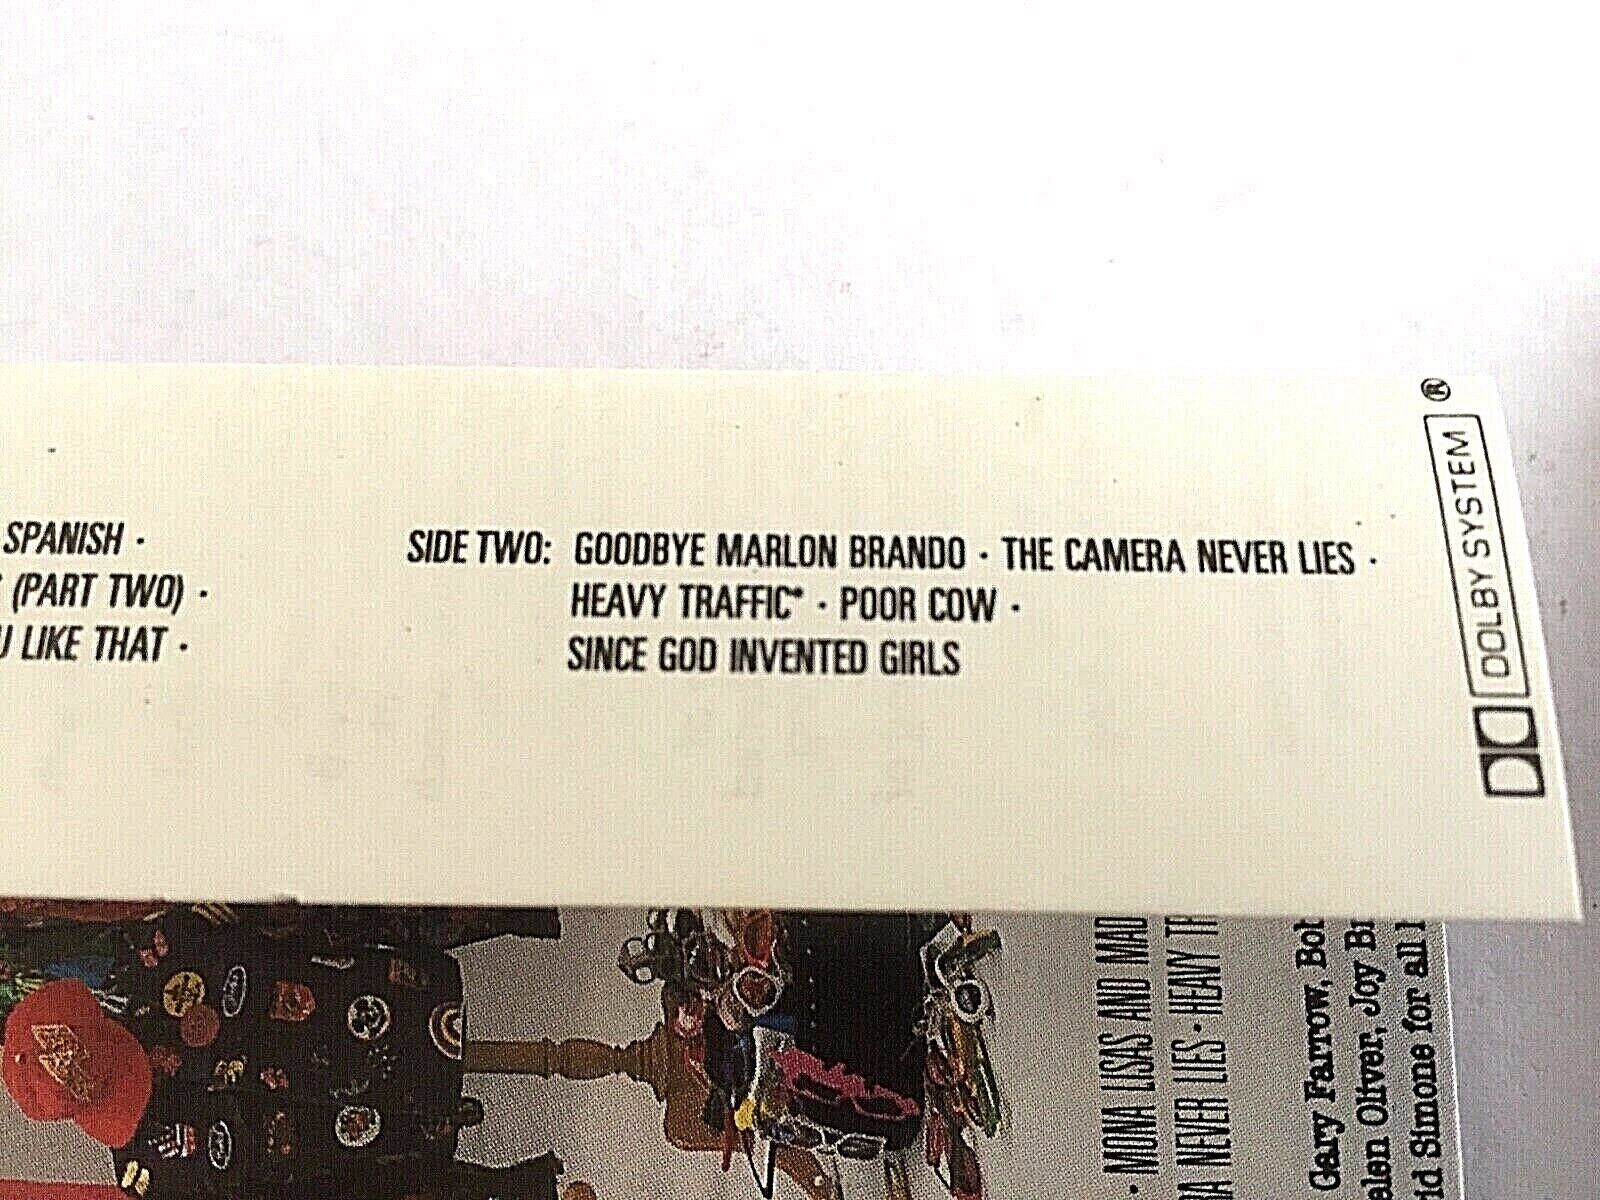 SPANISH ·
(PART TWO) ·
LIKE THAT ·
SIDE TWO: GOODBYE MARLON BRANDO · THE CAMERA NEVER LIES ·
HEAVY TRAFFIC* · POOR COW ·
SINCE GOD INVENTED GIRLS
DOLBY SYSTEM ®
· MONA LISAS AND MAD
NEVER LIES · HEAVY
Gary Farrow, Bob
Oliver, Joy
Simone for all